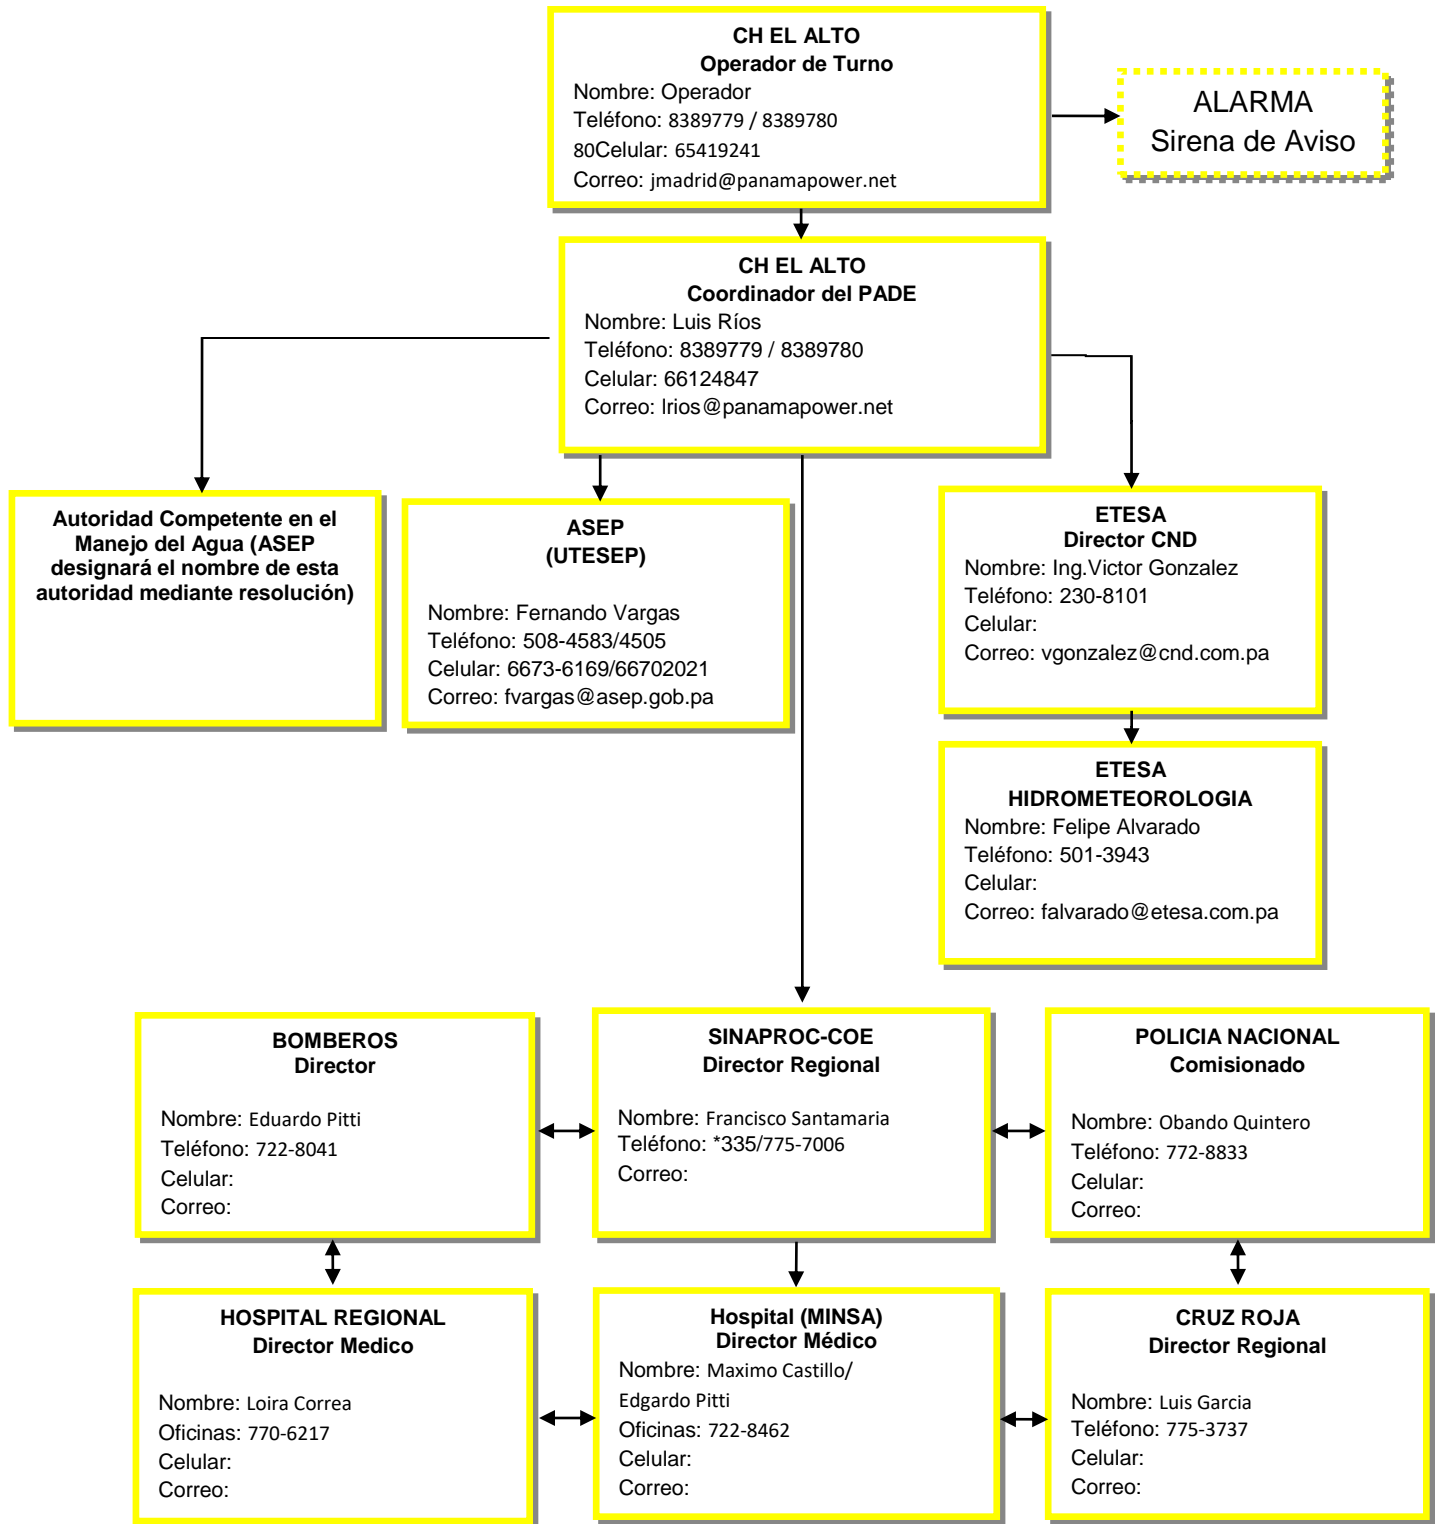 CH EL ALTO
Operador de Turno
Nombre: Operador
Teléfono: 8389779 / 8389780
80Celular: 65419241
Correo: jmadrid@panamapower.net
ALARMA
Sirena de Aviso
CH EL ALTO
Coordinador del PADE
Nombre: Luis Ríos
Teléfono: 8389779 / 8389780
Celular: 66124847
Correo: lrios@panamapower.net
Autoridad Competente en el
Manejo del Agua (ASEP
designará el nombre de esta
autoridad mediante resolución)
ASEP
(UTESEP)
Nombre: Fernando Vargas
Teléfono: 508-4583/4505
Celular: 6673-6169/66702021
Correo: fvargas@asep.gob.pa
ETESA
Director CND
Nombre: Ing.Victor Gonzalez
Teléfono: 230-8101
Celular:
Correo: vgonzalez@cnd.com.pa
ETESA
HIDROMETEOROLOGIA
Nombre: Felipe Alvarado
Teléfono: 501-3943
Celular:
Correo: falvarado@etesa.com.pa
BOMBEROS
Director
Nombre: Eduardo Pitti
Teléfono: 722-8041
Celular:
Correo:
SINAPROC-COE
Director Regional
Nombre: Francisco Santamaria
Teléfono: *335/775-7006
Correo:
POLICIA NACIONAL
Comisionado
Nombre: Obando Quintero
Teléfono: 772-8833
Celular:
Correo:
HOSPITAL REGIONAL
Director Medico
Nombre: Loira Correa
Oficinas: 770-6217
Celular:
Correo:
Hospital (MINSA)
Director Médico
Nombre: Maximo Castillo/
Edgardo Pitti
Oficinas: 722-8462
Celular:
Correo:
CRUZ ROJA
Director Regional
Nombre: Luis Garcia
Teléfono: 775-3737
Celular:
Correo: